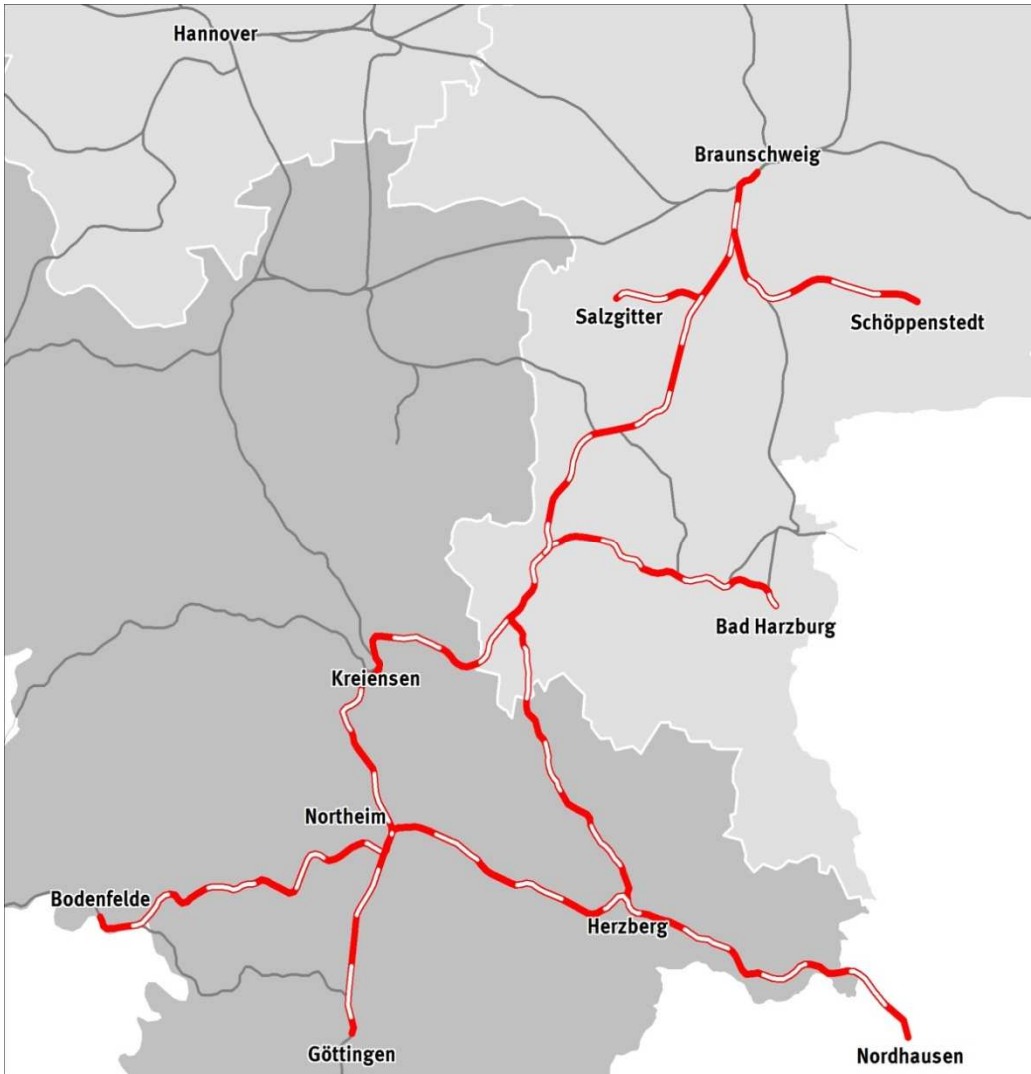 Hannover
Braunschweig
Salzgitter
Schöppenstedt
Bad Harzburg
Kreiensen
Northeim
Bodenfelde
Herzberg
Göttingen
Nordhausen